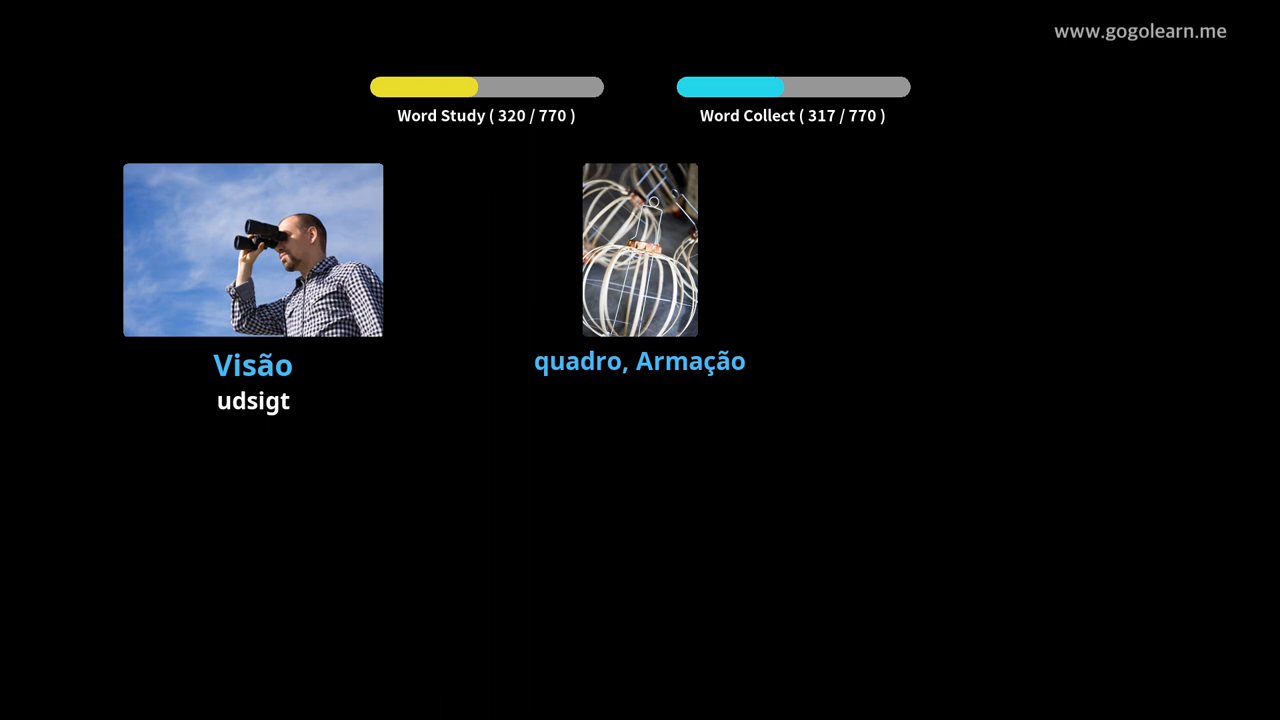 www.gogolearn.me
Word Study ( 320 / 770 )
Word Collect ( 317 / 770 )
Visão
udsigt
quadro, Armação